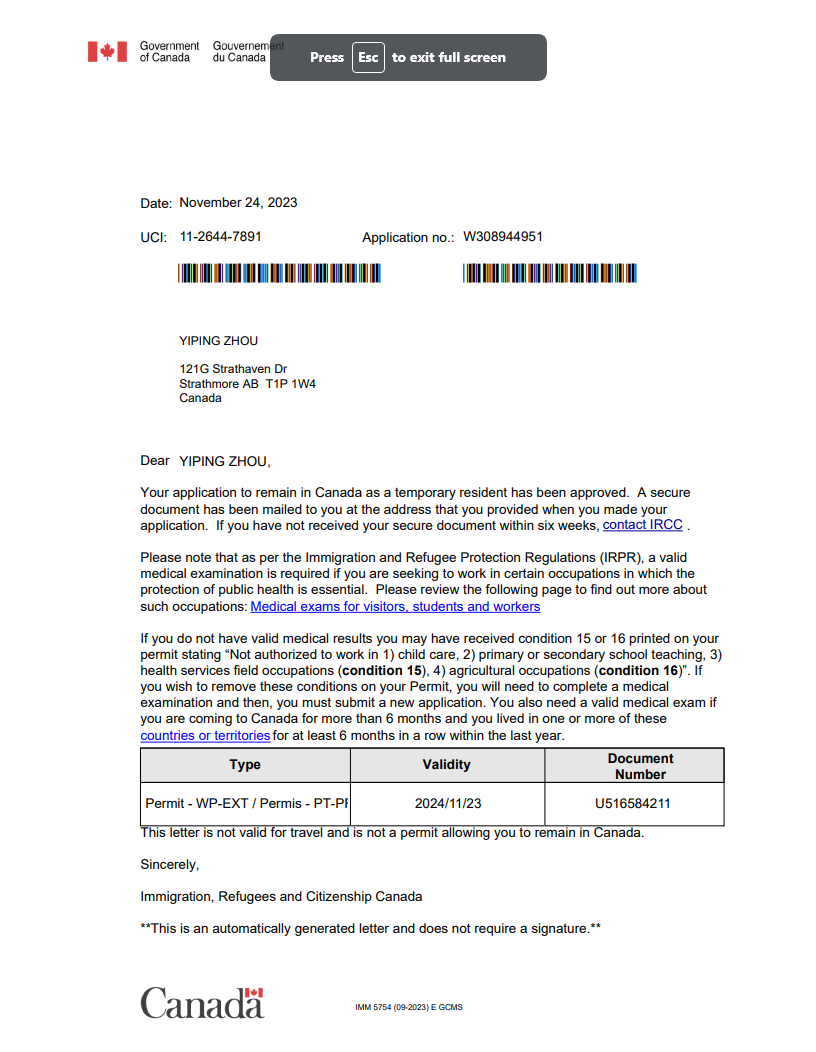 Government Gouvernement
of Canada du Canada
Press Esc to exit full screen
Date: November 24, 2023
UCI: 11-2644-7891 Application no.: W308944951
YIPING ZHOU
121G Strathaven Dr
Strathmore AB T1P 1W4
Canada
Dear YIPING ZHOU,
Your application to remain in Canada as a temporary resident has been approved. A secure
document has been mailed to you at the address that you provided when you made your
application. If you have not received your secure document within six weeks, contact IRCC .
Please note that as per the Immigration and Refugee Protection Regulations (IRPR), a valid
medical examination is required if you are seeking to work in certain occupations in which the
protection of public health is essential. Please review the following page to find out more about
such occupations: Medical exams for visitors, students and workers
If you do not have valid medical results you may have received condition 15 or 16 printed on your
permit stating “Not authorized to work in 1) child care, 2) primary or secondary school teaching, 3)
health services field occupations (condition 15), 4) agricultural occupations (condition 16)”. If
you wish to remove these conditions on your Permit, you will need to complete a medical
examination and then, you must submit a new application. You also need a valid medical exam if
you are coming to Canada for more than 6 months and you lived in one or more of these
countries or territories for at least 6 months in a row within the last year.
Type Validity Document
Number
Permit - WP-EXT / Permis - PT-PR 2024/11/23 U516584211
This letter is not valid for travel and is not a permit allowing you to remain in Canada.
Sincerely,
Immigration, Refugees and Citizenship Canada
**This is an automatically generated letter and does not require a signature.**
Canada
IMM 5754 (09-2023) E GCMS